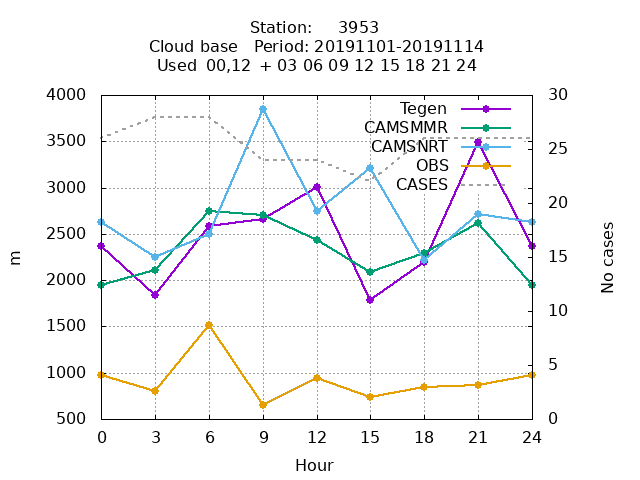 Station: 3953
Cloud base Period: 20191101-20191114
Used 00,12 + 03 06 09 12 15 18 21 24
4000
3500
3000
2500
2000
1500
1000
500
m
Tegen
CAMSMMR
CAMSNRT
OBS
CASES
30
25
20
15
10
5
0
No cases
0 3 6 9 12 15 18 21 24
Hour